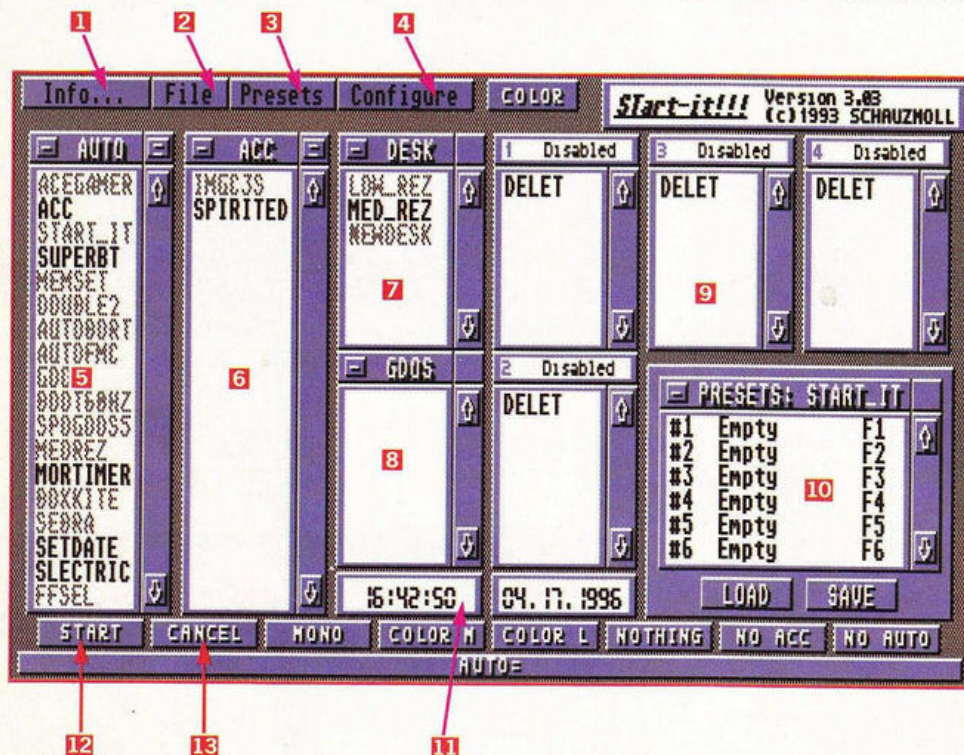 1 2 3 4
Info... File Presets Configure COLOR
STart-it!!! Version 3.03
(c)1993 SCHAUZMOLL
AUTO
ACEGAMER
ACC
START_IT
SUPERBT
MEMSET
DOUBLE2
AUTOBORT
AUTOFMC
5
SPDGDOS5
MEDREZ
MORTIMER
DDXKITE
SEBRA
SETDATE
SLECTRIC
FFSEL
ACC
IMGC3S
SPIRITED
6
DESK
LOW_REZ
MED_REZ
NEWDESK
7
GDOS
8
16:42:50
1 Disabled
DELET
2 Disabled
DELET
04.17.1996
3 Disabled
DELET
9
4 Disabled
DELET
PRESETS: START_IT
#1 Empty F1
#2 Empty F2
#3 Empty F3
#4 Empty F4
#5 Empty F5
#6 Empty F6
10
LOAD SAVE
START CANCEL MONO COLOR M COLOR L NOTHING NO ACC NO AUTO
AUTO=
12 13 11